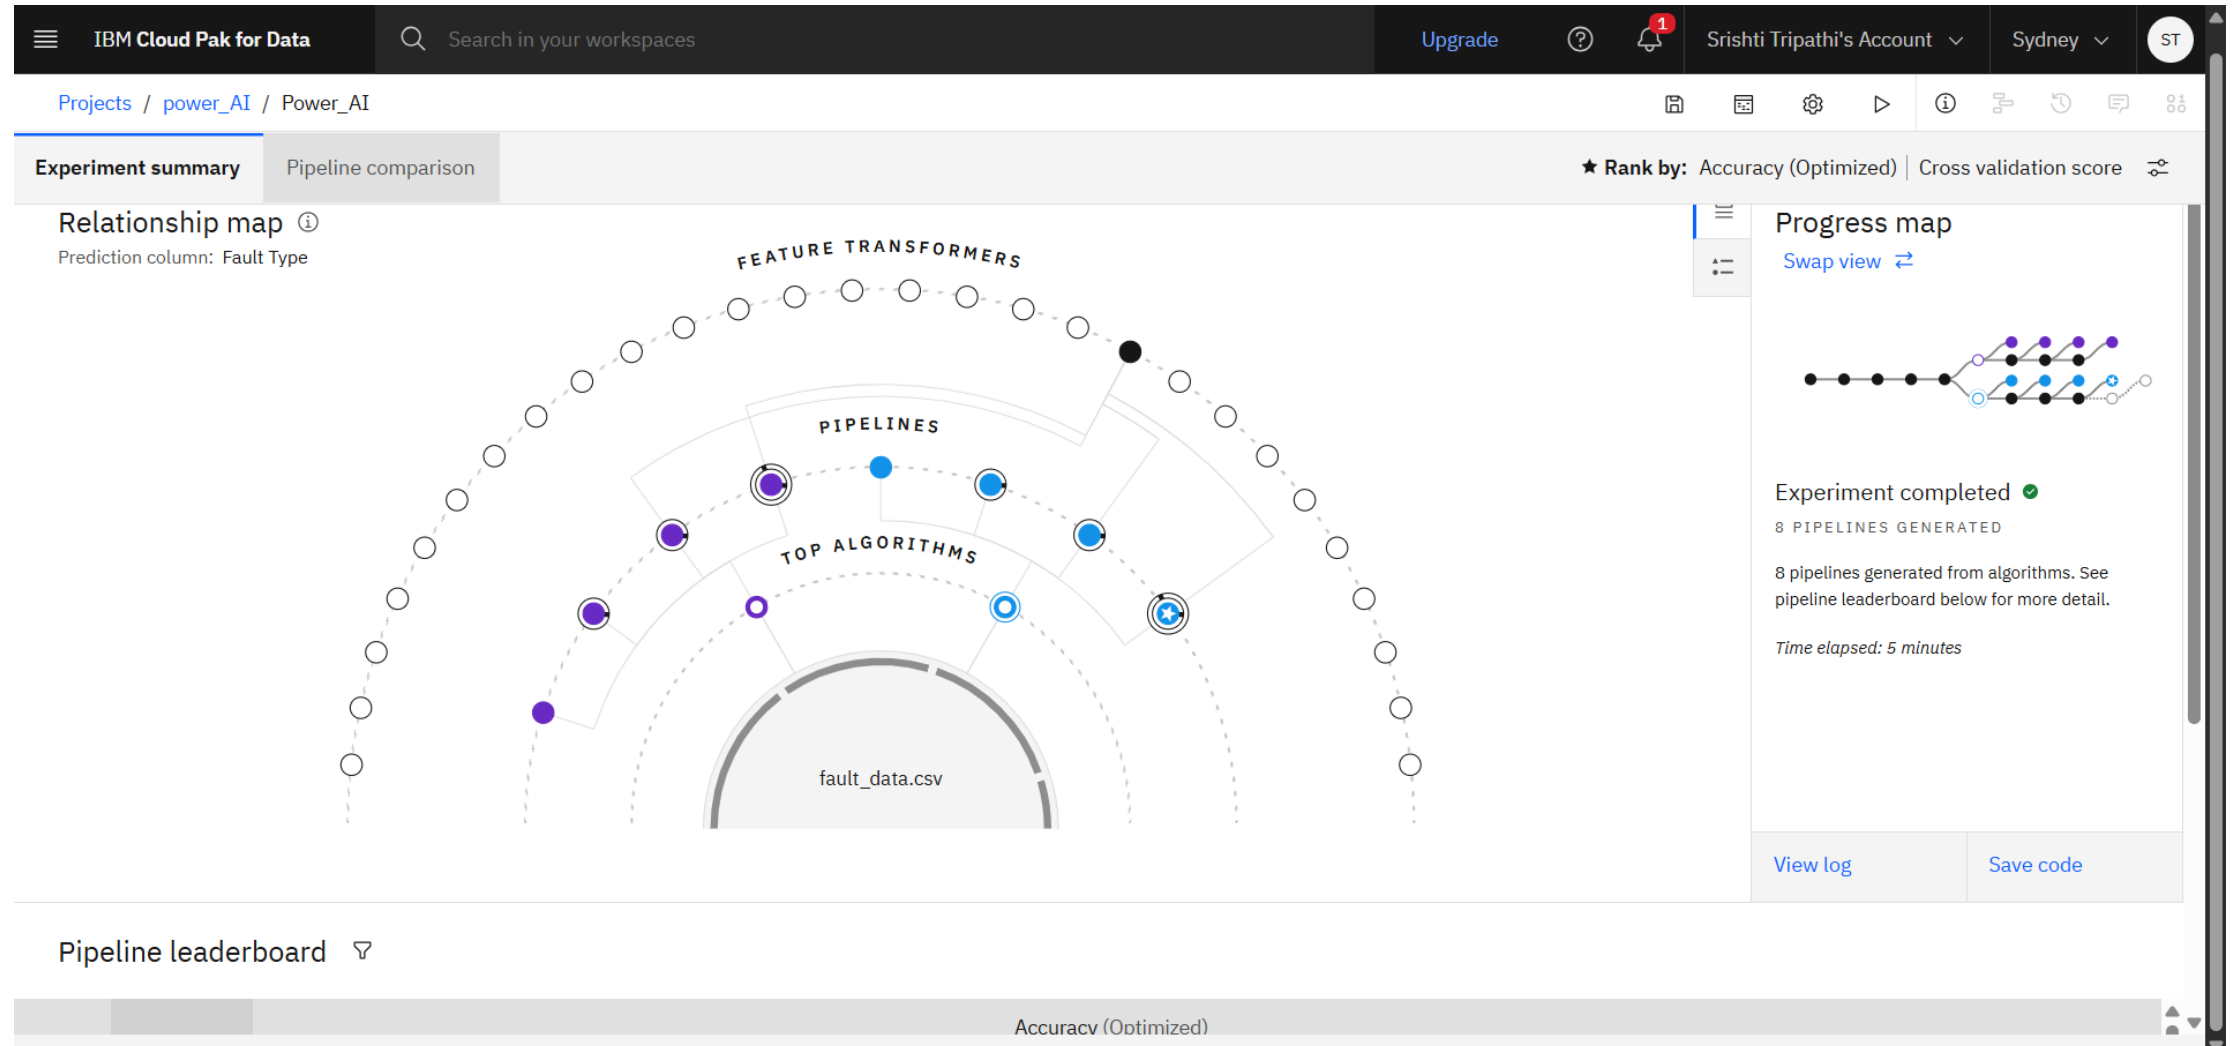 IBM Cloud Pak for Data
Search in your workspaces
Upgrade
1
Srishti Tripathi's Account
Sydney
ST
Projects / power_AI / Power_AI
Experiment summary
Pipeline comparison
Rank by: Accuracy (Optimized) | Cross validation score
Relationship map
Prediction column: Fault Type
FEATURE TRANSFORMERS
PIPELINES
TOP ALGORITHMS
fault_data.csv
Progress map
Swap view
Experiment completed
8 PIPELINES GENERATED
8 pipelines generated from algorithms. See
pipeline leaderboard below for more detail.
Time elapsed: 5 minutes
View log
Save code
Pipeline leaderboard
Accuracy (Optimized)